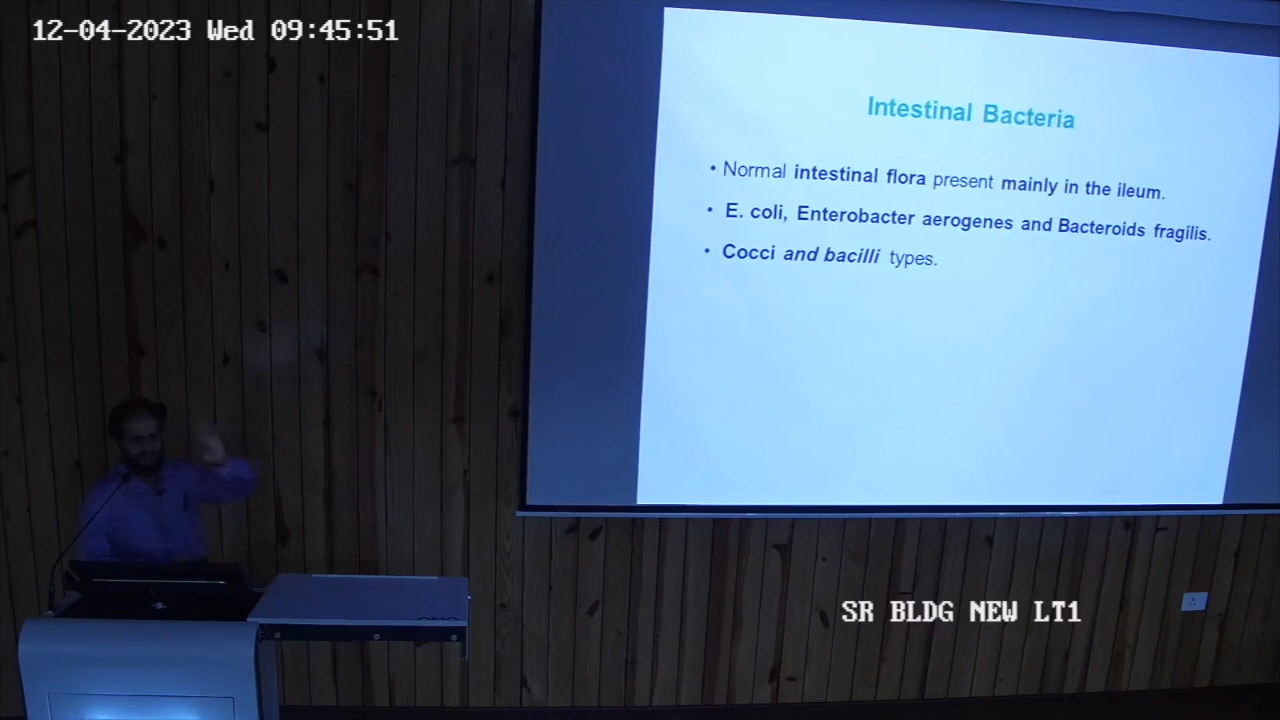 12-04-2023 Wed 09:45:51
Intestinal Bacteria
• Normal intestinal flora present mainly in the ileum.
• E. coli, Enterobacter aerogenes and Bacteroids fragilis.
• Cocci and bacilli types.
SR BLDG NEW LT1